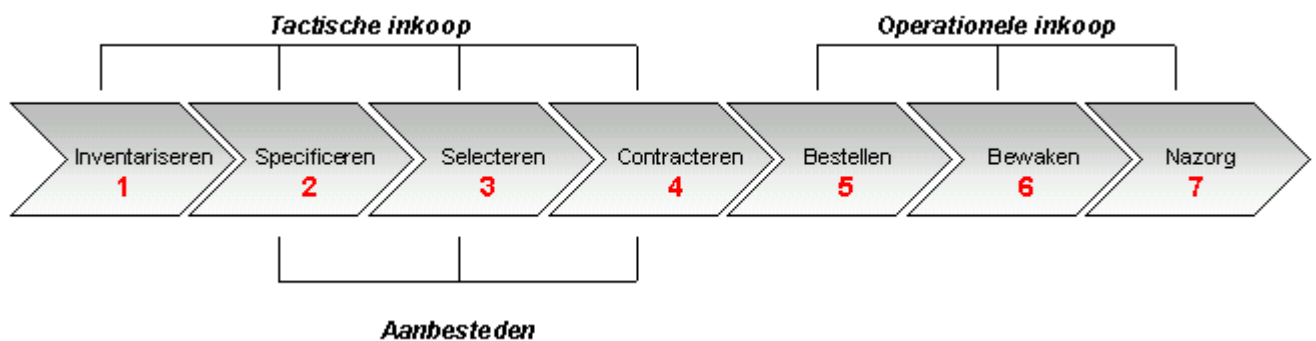 Tactische inkoop
Operationele inkoop
Inventariseren
1
Specificeren
2
Selecteren
3
Contracteren
4
Bestellen
5
Bewaken
6
Nazorg
7
Aanbesteden